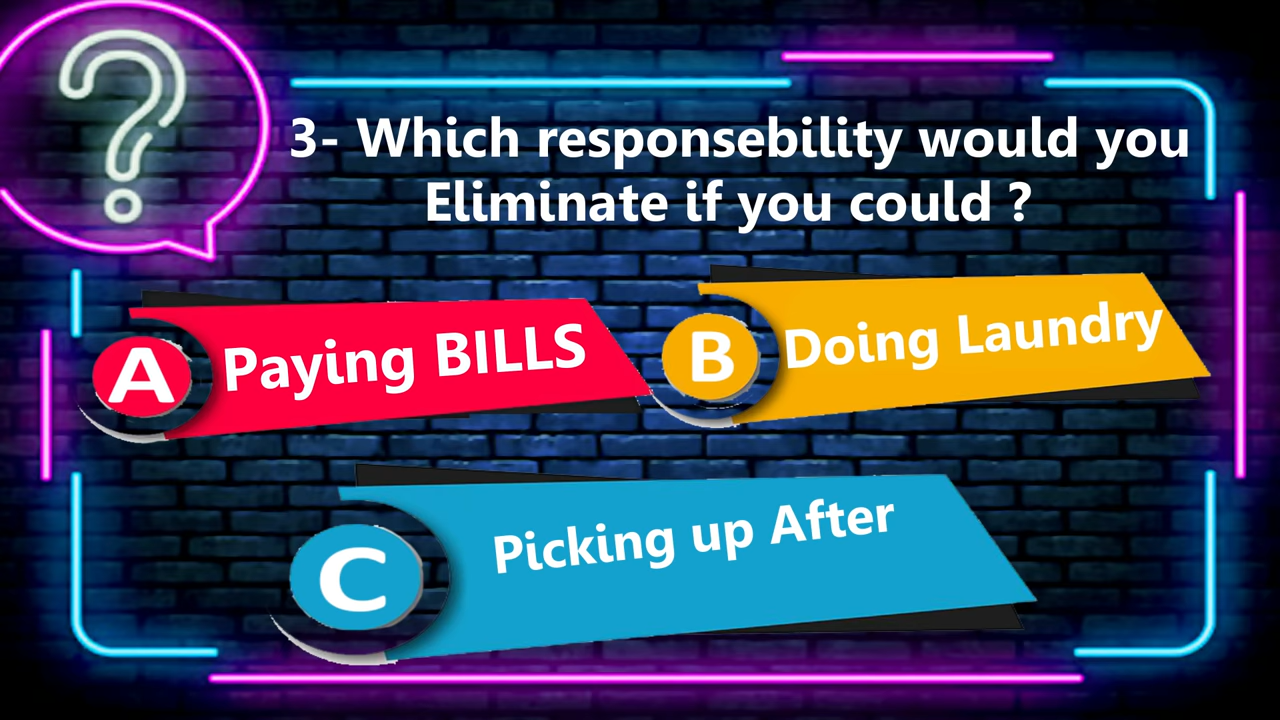 3- Which responsebility would you
Eliminate if you could ?
A Paying BILLS
B Doing Laundry
C Picking up After